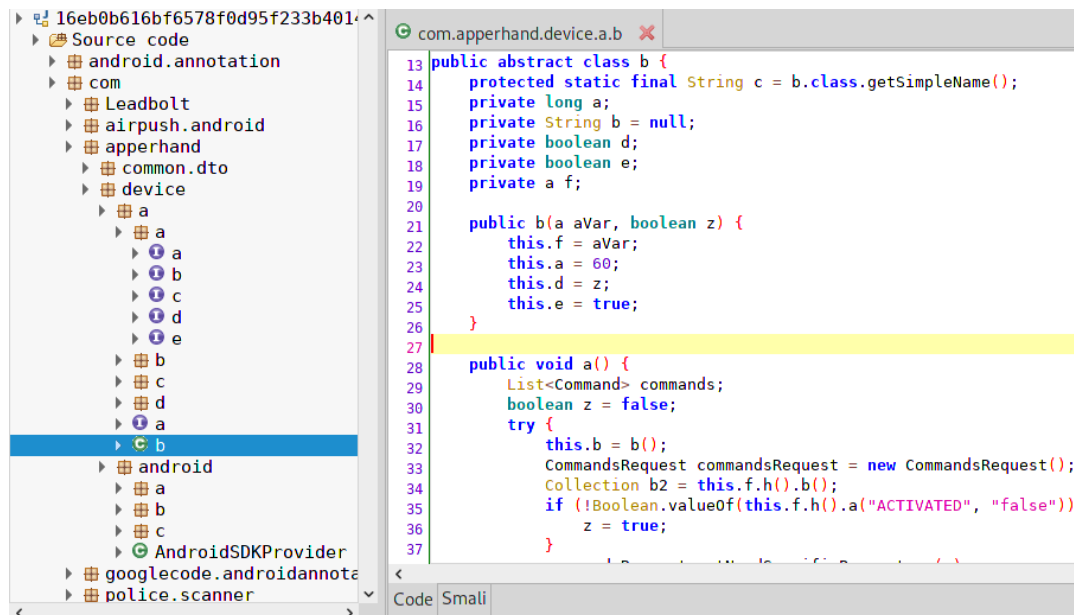 16eb0b616bf6578f0d95f233b401
Source code
android.annotation
com
Leadbolt
airpush.android
apperhand
common.dto
device
a
a
a
b
c
d
e
b
c
d
a
b
android
a
b
c
AndroidSDKProvider
googlecode.androidannota
police.scanner
com.apperhand.device.a.b
13 public abstract class b {
14 protected static final String c = b.class.getSimpleName();
15 private long a;
16 private String b = null;
17 private boolean d;
18 private boolean e;
19 private a f;
20
21 public b(a aVar, boolean z) {
22 this.f = aVar;
23 this.a = 60;
24 this.d = z;
25 this.e = true;
26 }
27
28 public void a() {
29 List<Command> commands;
30 boolean z = false;
31 try {
32 this.b = b();
33 CommandsRequest commandsRequest = new CommandsRequest();
34 Collection b2 = this.f.h().b();
35 if (!Boolean.valueOf(this.f.h().a("ACTIVATED", "false"))
36 z = true;
37 }
Code Smali